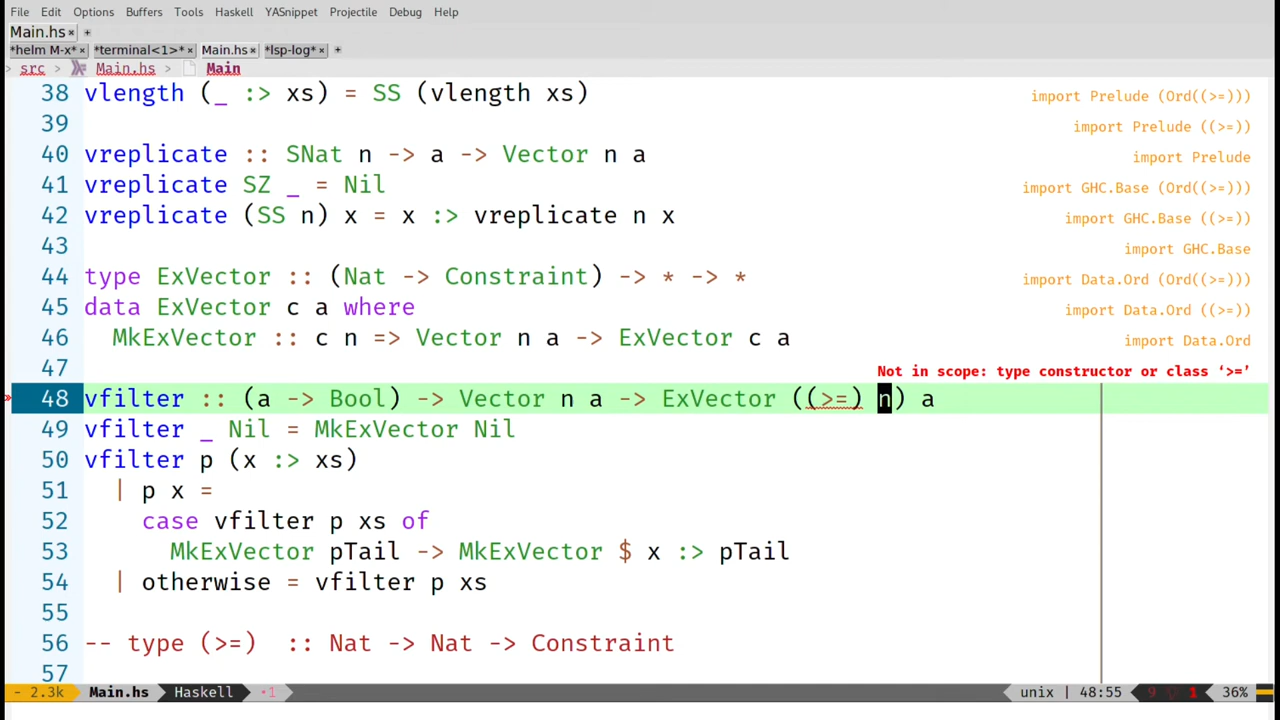 File Edit Options Buffers Tools Haskell YASnippet Projectile Debug Help
Main.hs × +
*helm M-x* × *terminal<1>* × Main.hs × *lsp-log* × +
> src > Main.hs > Main
38 vlength (_ :> xs) = SS (vlength xs) import Prelude (Ord((>=)))
39 import Prelude ((>=))
40 vreplicate :: SNat n -> a -> Vector n a import Prelude
41 vreplicate SZ _ = Nil import GHC.Base (Ord((>=)))
42 vreplicate (SS n) x = x :> vreplicate n x import GHC.Base ((>=))
43 import GHC.Base
44 type ExVector :: (Nat -> Constraint) -> * -> * import Data.Ord (Ord((>=)))
45 data ExVector c a where import Data.Ord ((>=))
46 MkExVector :: c n => Vector n a -> ExVector c a import Data.Ord
47 Not in scope: type constructor or class ‘>=’
» 48 vfilter :: (a -> Bool) -> Vector n a -> ExVector ((>=) n) a
49 vfilter _ Nil = MkExVector Nil
50 vfilter p (x :> xs)
51 | p x =
52 case vfilter p xs of
53 MkExVector pTail -> MkExVector $ x :> pTail
54 | otherwise = vfilter p xs
55
56 -- type (>=) :: Nat -> Nat -> Constraint
57
- 2.3k Main.hs Haskell •1 unix | 48:55 9 1 36%